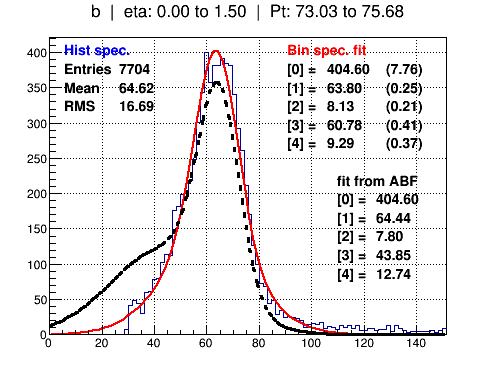 b | eta: 0.00 to 1.50 | Pt: 73.03 to 75.68
Hist spec.
Entries 7704
Mean 64.62
RMS 16.69
Bin spec. fit
[0] = 404.60 (7.76)
[1] = 63.80 (0.25)
[2] = 8.13 (0.21)
[3] = 60.78 (0.41)
[4] = 9.29 (0.37)
fit from ABF
[0] = 404.60
[1] = 64.44
[2] = 7.80
[3] = 43.85
[4] = 12.74
400
350
300
250
200
150
100
50
0
0 20 40 60 80 100 120 140